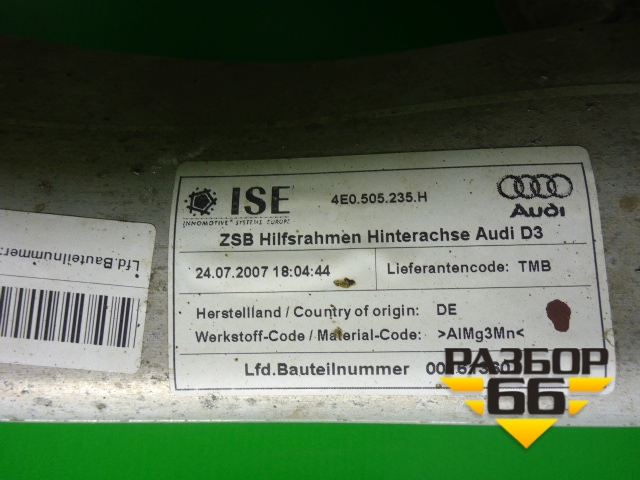 Lfd.Bauteilnummer:
ISE
INNOMOTIVE SYSTEMS EUROPE
4E0.505.235.H
Audi
ZSB Hilfsrahmen Hinterachse Audi D3
24.07.2007 18:04:44
Lieferantencode: TMB
Herstellland / Country of origin: DE
Werkstoff-Code / Material-Code: >AlMg3Mn<
Lfd.Bauteilnummer
РАЗБОР
66